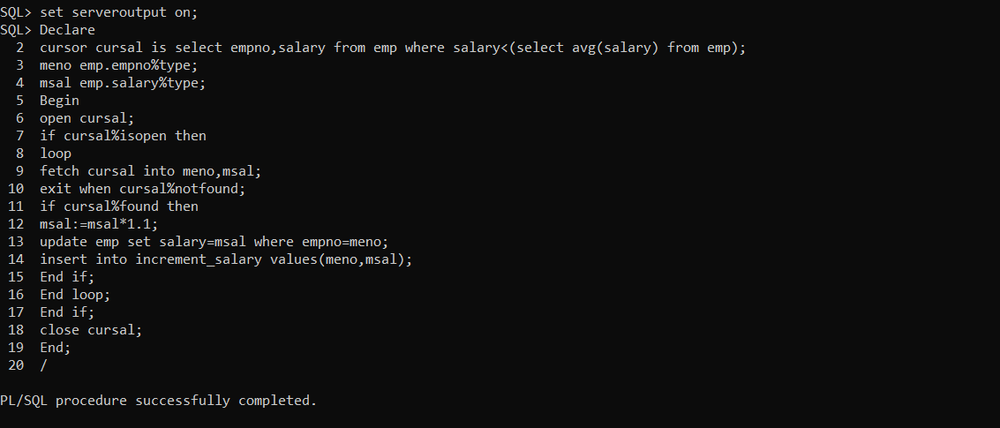 SQL> set serveroutput on;
SQL> Declare
  2  cursor cursal is select empno,salary from emp where salary<(select avg(salary) from emp);
  3  meno emp.empno%type;
  4  msal emp.salary%type;
  5  Begin
  6  open cursal;
  7  if cursal%isopen then
  8  loop
  9  fetch cursal into meno,msal;
 10  exit when cursal%notfound;
 11  if cursal%found then
 12  msal:=msal*1.1;
 13  update emp set salary=msal where empno=meno;
 14  insert into increment_salary values(meno,msal);
 15  End if;
 16  End loop;
 17  End if;
 18  close cursal;
 19  End;
 20  /
PL/SQL procedure successfully completed.